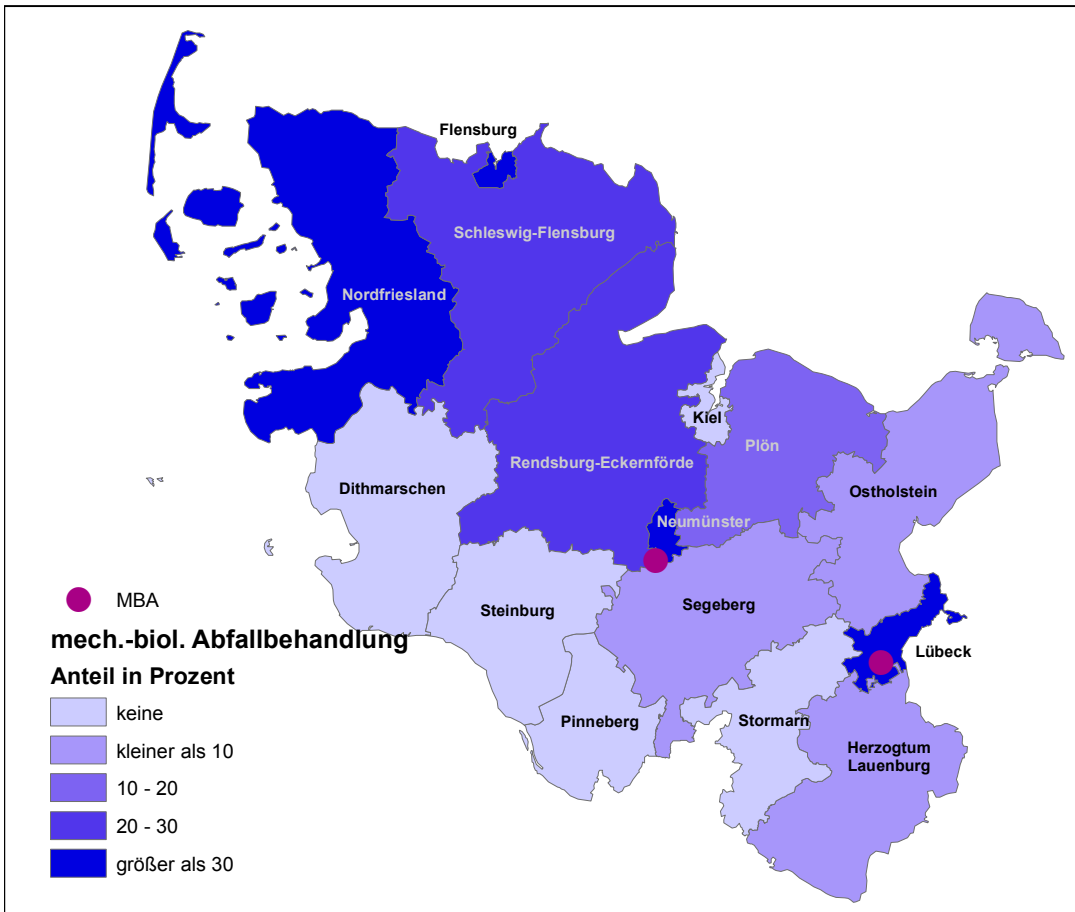 Flensburg
Schleswig-Flensburg
Nordfriesland
Kiel
Plön
Rendsburg-Eckernförde
Dithmarschen
Ostholstein
Neumünster
Steinburg
Segeberg
Lübeck
Pinneberg
Stormarn
Herzogtum
Lauenburg
MBA
mech.-biol. Abfallbehandlung
Anteil in Prozent
keine
kleiner als 10
10 - 20
20 - 30
größer als 30